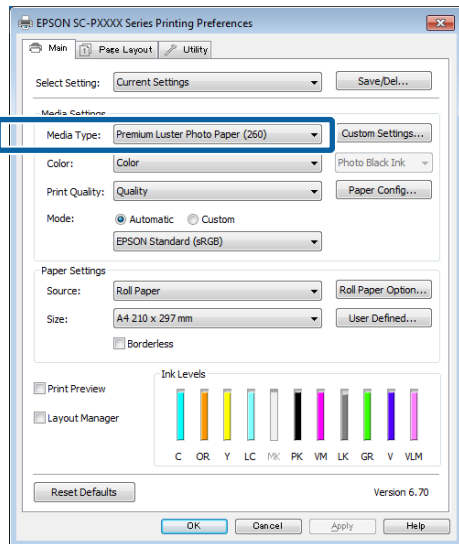 EPSON SC-PXXXX Series Printing Preferences
Main Page Layout Utility
Select Setting: Current Settings Save/Del...
Media Settings
Media Type: Premium Luster Photo Paper (260) Custom Settings...
Color: Color Photo Black Ink
Print Quality: Quality Paper Config...
Mode: Automatic Custom
EPSON Standard (sRGB)
Paper Settings
Source: Roll Paper Roll Paper Option...
Size: A4 210 x 297 mm User Defined...
Borderless
Ink Levels
Print Preview
Layout Manager
C OR Y LC MK PK VM LK GR V VLM
Reset Defaults Version 6.70
OK Cancel Apply Help